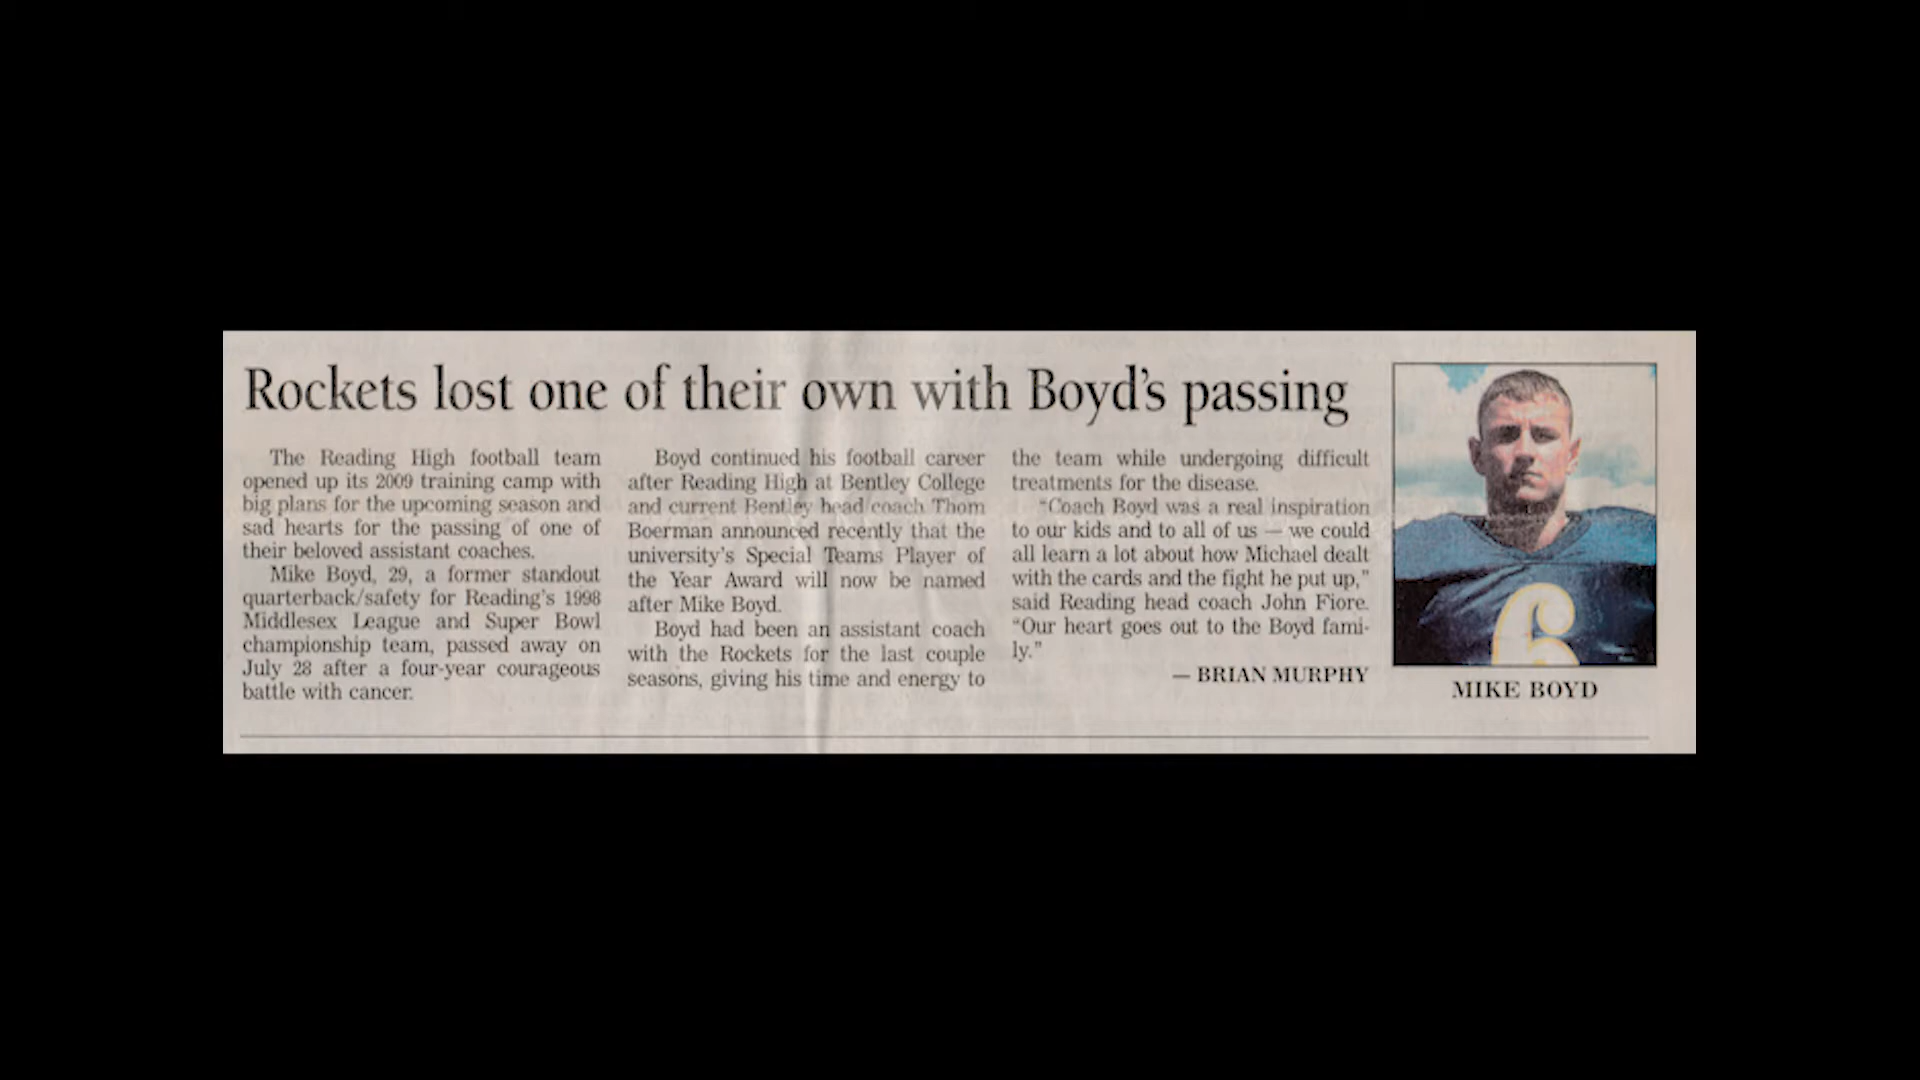 Rockets lost one of their own with Boyd's passing
The Reading High football team
opened up its 2009 training camp with
big plans for the upcoming season and
sad hearts for the passing of one of
their beloved assistant coaches.
Mike Boyd, 29, a former standout
quarterback/safety for Reading's 1998
Middlesex League and Super Bowl
championship team, passed away on
July 28 after a four-year courageous
battle with cancer.
Boyd continued his football career
after Reading High at Bentley College
and current Bentley head coach Thom
Boerman announced recently that the
university's Special Teams Player of
the Year Award will now be named
after Mike Boyd.
Boyd had been an assistant coach
with the Rockets for the last couple
seasons, giving his time and energy to
the team while undergoing difficult
treatments for the disease.
"Coach Boyd was a real inspiration
to our kids and to all of us — we could
all learn a lot about how Michael dealt
with the cards and the fight he put up,"
said Reading head coach John Fiore.
"Our heart goes out to the Boyd fami-
ly."
— BRIAN MURPHY
6
MIKE BOYD